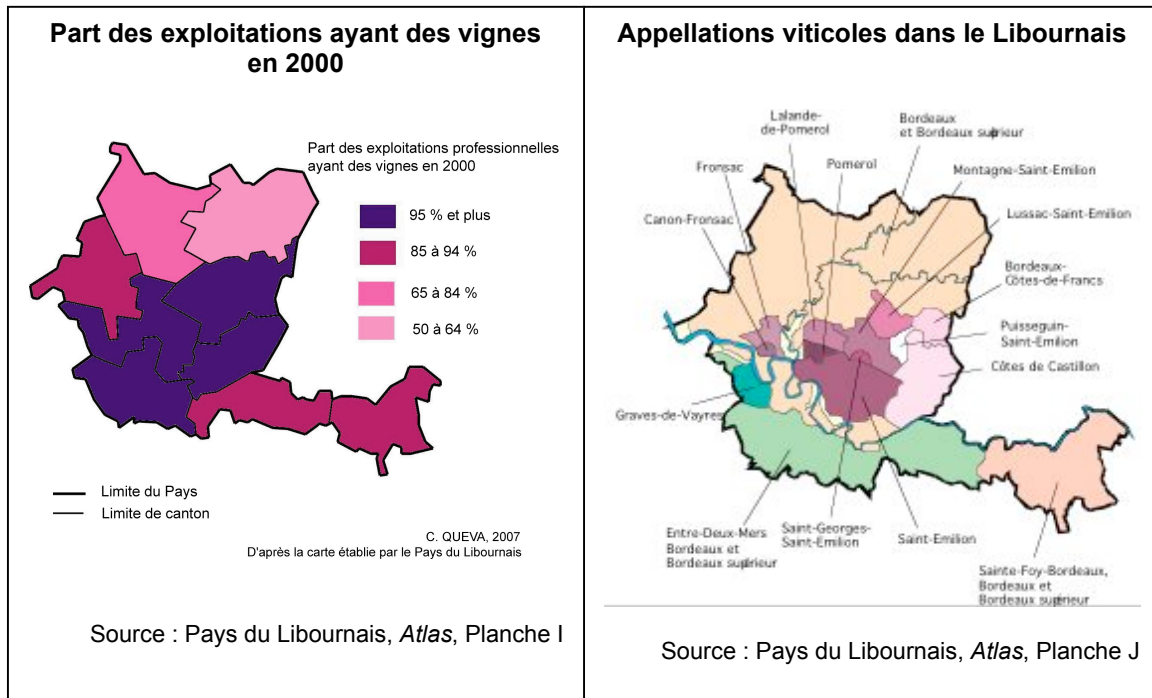 Part des exploitations ayant des vignes
en 2000
Part des exploitations professionnelles
ayant des vignes en 2000
95 % et plus
85 à 94 %
65 à 84 %
50 à 64 %
Limite du Pays
Limite de canton
C. QUEVA, 2007
D'après la carte établie par le Pays du Libournais
Source : Pays du Libournais, Atlas, Planche I
Appellations viticoles dans le Libournais
Lalande-
de-Pomerol
Bordeaux
et Bordeaux supérieur
Fronsac
Pomerol
Montagne-Saint-Emilion
Canon-Fronsac
Lussac-Saint-Emilion
Bordeaux-
Côtes-de-Francs
Puisseguin-
Saint-Emilion
Côtes de Castillon
Graves-de-Vayres
Entre-Deux-Mers
Bordeaux et
Bordeaux supérieur
Saint-Georges-
Saint-Emilion
Saint-Emilion
Sainte-Foy-Bordeaux,
Bordeaux et
Bordeaux supérieur
Source : Pays du Libournais, Atlas, Planche J